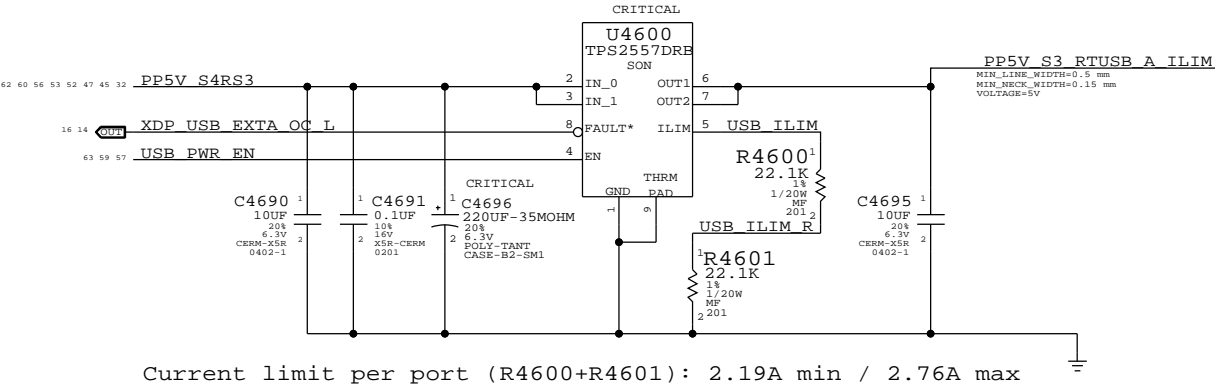 CRITICAL
U4600
TPS2557DRB
SON
62 60 56 53 52 47 45 32 PP5V_S4RS3
2 IN_0 OUT1 6
3 IN_1 OUT2 7
PP5V_S3_RTUSB_A_ILIM
MIN_LINE_WIDTH=0.5 mm
MIN_NECK_WIDTH=0.15 mm
VOLTAGE=5V
16 14 OUT XDP_USB_EXTA_OC_L
8 FAULT* ILIM 5 USB_ILIM
63 59 57 USB_PWR_EN
4 EN
THRM
GND PAD
1 9
R4600 1
22.1K
1%
1/20W
MF
201
2
USB_ILIM_R
1 R4601
22.1K
1%
1/20W
MF
2 201
C4690 1
10UF
20%
6.3V 2
CERM-X5R
0402-1
1 C4691
0.1UF
10%
2 16V
X5R-CERM
0201
CRITICAL
+ 1 C4696
220UF-35MOHM
20%
2 6.3V
POLY-TANT
CASE-B2-SM1
C4695 1
10UF
20%
6.3V 2
CERM-X5R
0402-1
Current limit per port (R4600+R4601): 2.19A min / 2.76A max